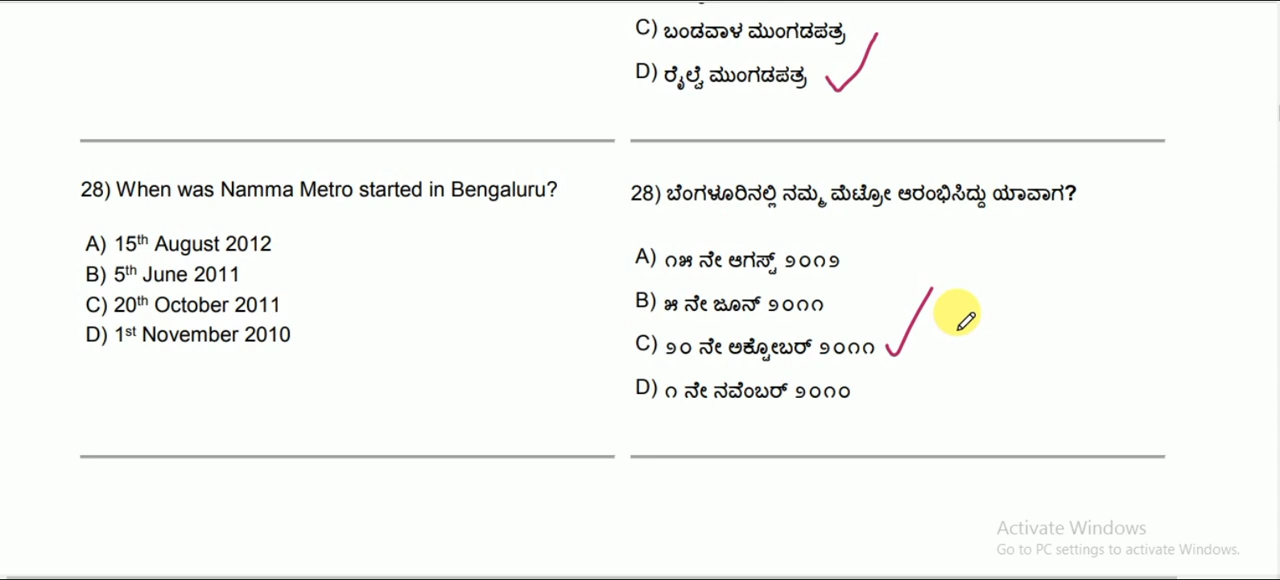 C) ಬಂಡವಾಳ ಮುಂಗಡಪತ್ರ
D) ರೈಲ್ವೆ ಮುಂಗಡಪತ್ರ
28) When was Namma Metro started in Bengaluru?
A) 15th August 2012
B) 5th June 2011
C) 20th October 2011
D) 1st November 2010
28) ಬೆಂಗಳೂರಿನಲ್ಲಿ ನಮ್ಮ ಮೆಟ್ರೋ ಆರಂಭಿಸಿದ್ದು ಯಾವಾಗ?
A) ೧೫ ನೇ ಆಗಸ್ಟ್ ೨೦೧೨
B) ೫ ನೇ ಜೂನ್ ೨೦೧೧
C) ೨೦ ನೇ ಅಕ್ಟೋಬರ್ ೨೦೧೧
D) ೧ ನೇ ನವೆಂಬರ್ ೨೦೧೦
Activate Windows
Go to PC settings to activate Windows.